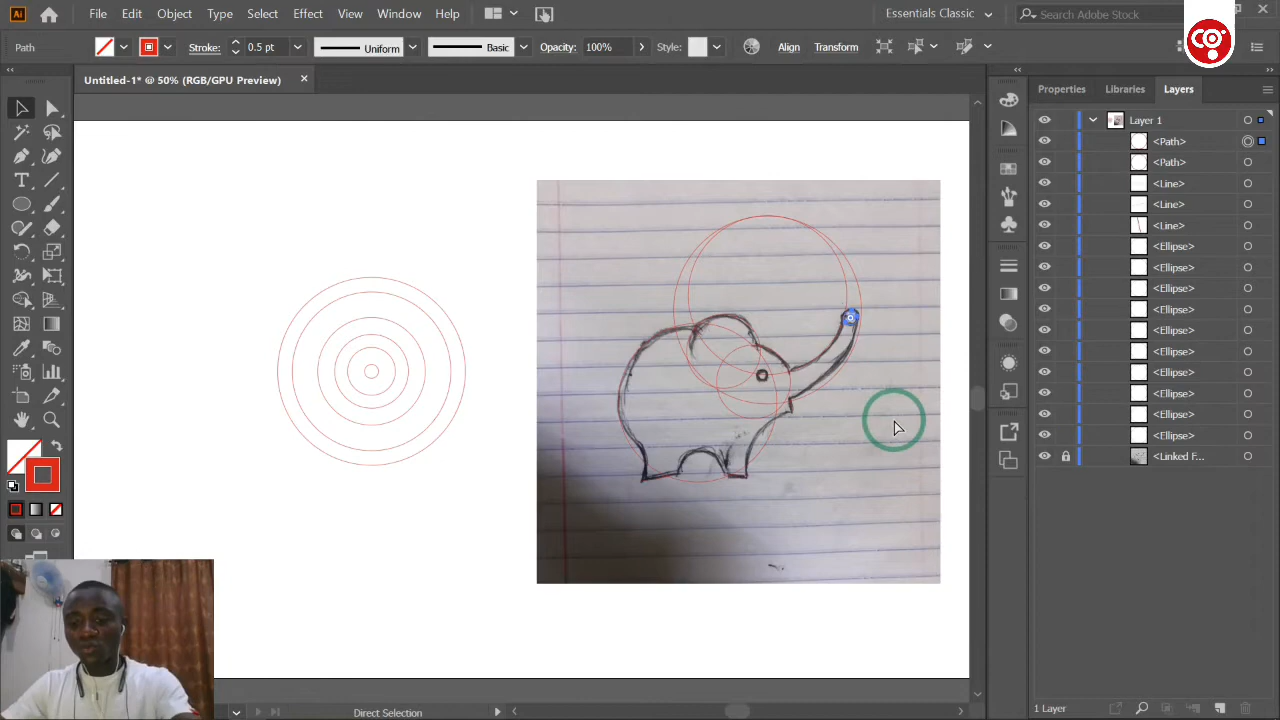 Ai File Edit Object Type Select Effect View Window Help Essentials Classic Search Adobe Stock
Path Stroke: 0.5 pt Uniform Basic Opacity: 100% Style: Align Transform
Untitled-1* @ 50% (RGB/GPU Preview)
Properties Libraries Layers
Layer 1
<Path>
<Path>
<Line>
<Line>
<Line>
<Ellipse>
<Ellipse>
<Ellipse>
<Ellipse>
<Ellipse>
<Ellipse>
<Ellipse>
<Ellipse>
<Ellipse>
<Ellipse>
<Linked F...
Direct Selection
1 Layer